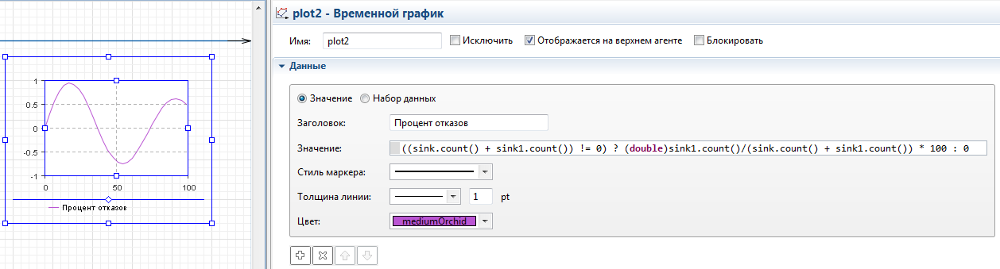 1
0.5
0
-0.5
-1
0 50 100
Процент отказов
plot2 - Временной график
Имя: plot2 Исключить Отображается на верхнем агенте Блокировать
Данные
Значение Набор данных
Заголовок: Процент отказов
Значение: ((sink.count() + sink1.count()) != 0) ? (double)sink1.count()/(sink.count() + sink1.count()) * 100 : 0
Стиль маркера:
Толщина линии: 1 pt
Цвет: mediumOrchid